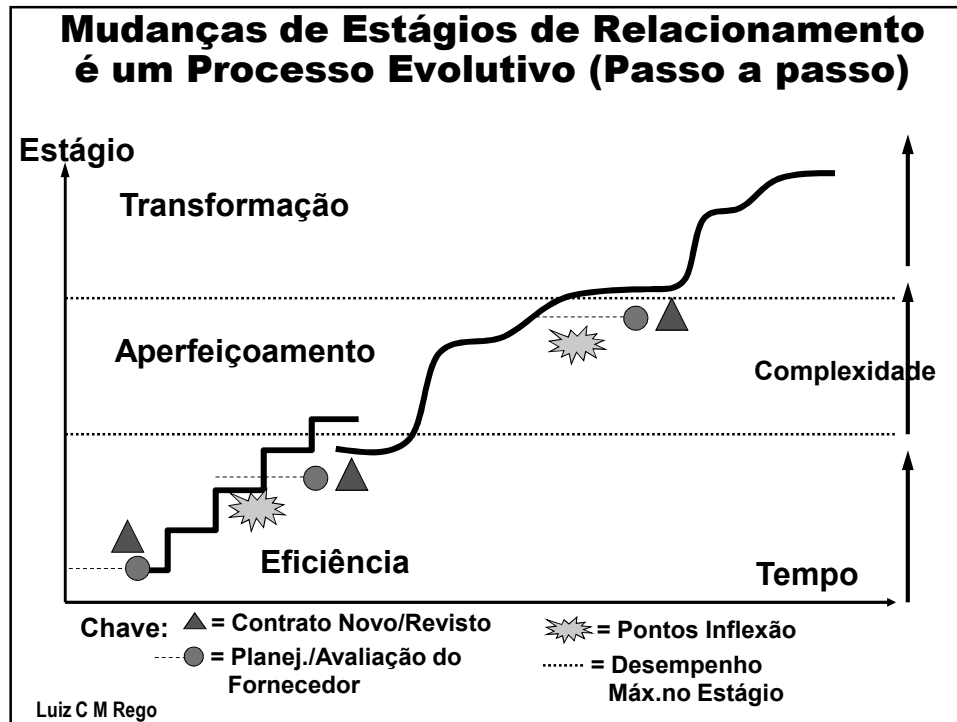 Mudanças de Estágios de Relacionamento
é um Processo Evolutivo (Passo a passo)
Estágio
Transformação
Aperfeiçoamento
Complexidade
Eficiência
Tempo
Chave:
= Contrato Novo/Revisto
= Pontos Inflexão
= Planej./Avaliação do
Fornecedor
= Desempenho
Máx.no Estágio
Luiz C M Rego